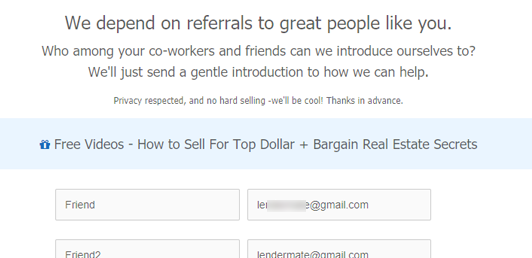 We depend on referrals to great people like you.
Who among your co-workers and friends can we introduce ourselves to?
We'll just send a gentle introduction to how we can help.
Privacy respected, and no hard selling -we'll be cool! Thanks in advance.
Free Videos - How to Sell For Top Dollar + Bargain Real Estate Secrets
Friend
@gmail.com
Friend2
lendermate@gmail.com